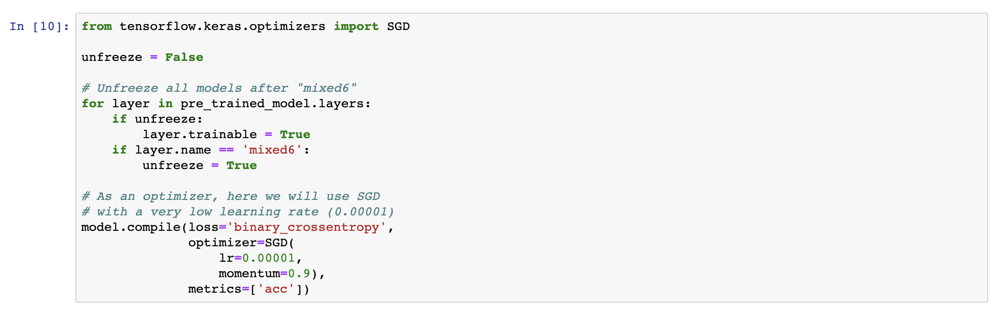 In [10]: from tensorflow.keras.optimizers import SGD

unfreeze = False

# Unfreeze all models after "mixed6"
for layer in pre_trained_model.layers:
    if unfreeze:
        layer.trainable = True
    if layer.name == 'mixed6':
        unfreeze = True

# As an optimizer, here we will use SGD
# with a very low learning rate (0.00001)
model.compile(loss='binary_crossentropy',
              optimizer=SGD(
                  lr=0.00001,
                  momentum=0.9),
              metrics=['acc'])